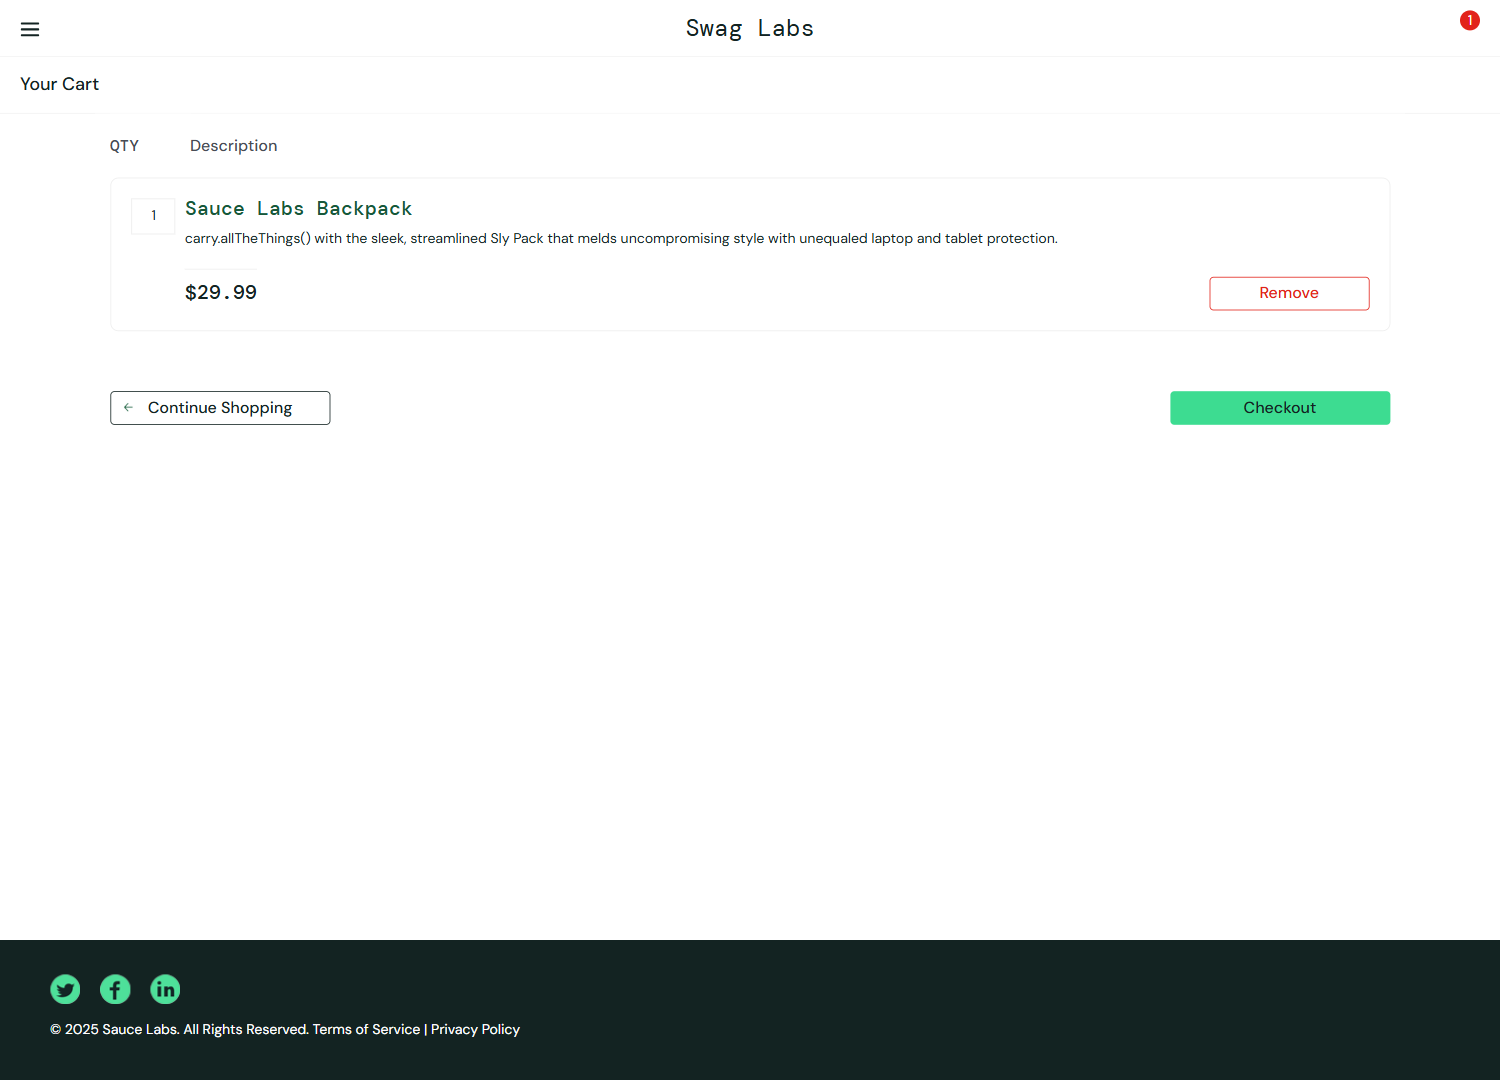 Swag Labs
1
Your Cart
QTY Description
1
Sauce Labs Backpack
carry.allTheThings() with the sleek, streamlined Sly Pack that melds uncompromising style with unequaled laptop and tablet protection.
$29.99
Remove
Continue Shopping
Checkout
© 2025 Sauce Labs. All Rights Reserved. Terms of Service | Privacy Policy